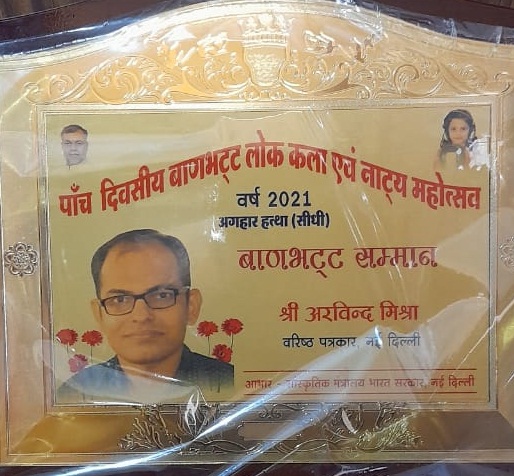 पाँच दिवसीय बाणभट्ट लोक कला एवं नाट्य महोत्सव
वर्ष 2021
अगहार हत्था (सीधी)
बाणभट्ट सम्मान
श्री अरविन्द मिश्रा
वरिष्ठ पत्रकार, नई दिल्ली
आभार - सांस्कृतिक मंत्रालय भारत सरकार, नई दिल्ली